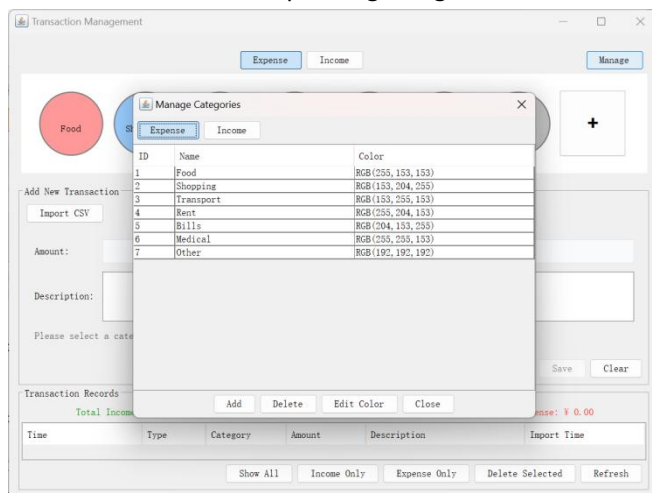 Transaction Management
Expense Income Manage
Food
+
Manage Categories
Expense Income
ID Name Color
1 Food RGB(255, 153, 153)
2 Shopping RGB(153, 204, 255)
3 Transport RGB(153, 255, 153)
4 Rent RGB(255, 204, 153)
5 Bills RGB(204, 153, 255)
6 Medical RGB(255, 255, 153)
7 Other RGB(192, 192, 192)
Add Delete Edit Color Close
Add New Transaction
Import CSV
Amount:
Description:
Please select a cate
Save Clear
Transaction Records
Total Incom ense: ¥ 0.00
Time Type Category Amount Description Import Time
Show All Income Only Expense Only Delete Selected Refresh